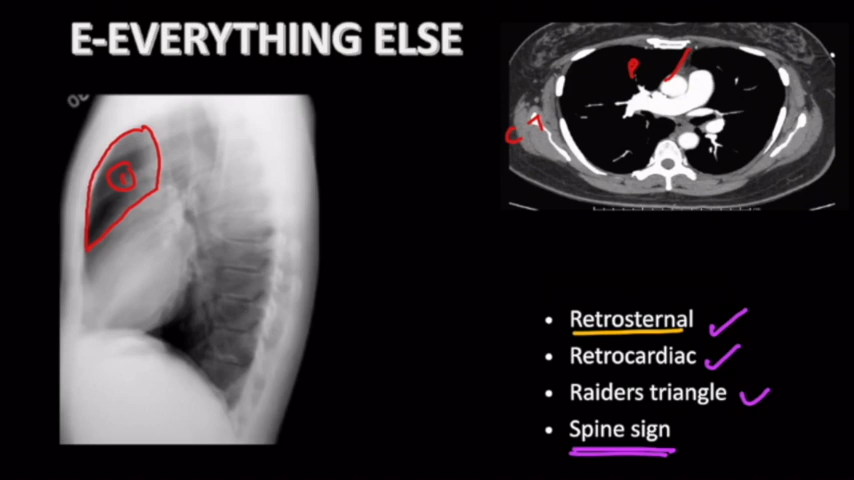 E-EVERYTHING ELSE
• Retrosternal
• Retrocardiac
• Raiders triangle
• Spine sign